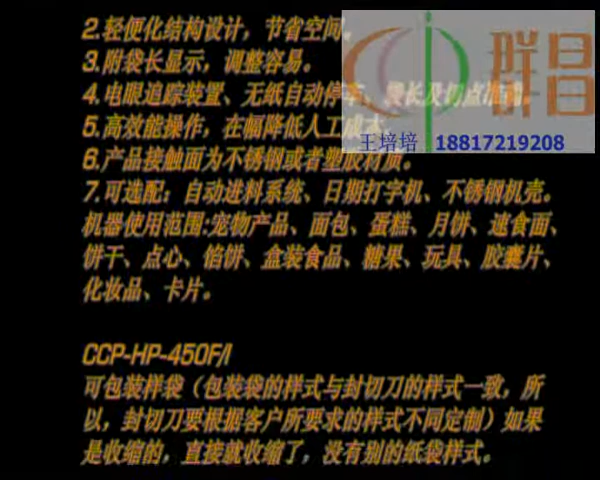 2.轻便化结构设计，节省空间。
群昌
3.附袋长显示，调整容易。
4.电眼追踪装置、无纸自动停车、袋长及切点指南。
5.高效能操作，在幅降低人工成本。
王培培 18817219208
6.产品接触面为不锈钢或者塑胶材质。
7.可选配：自动进料系统、日期打字机、不锈钢机壳。
机器使用范围:宠物产品、面包、蛋糕、月饼、速食面、
饼干、点心、馅饼、盒装食品、糖果、玩具、胶囊片、
化妆品、卡片。
CCP-HP-450F/I
可包装样袋（包装袋的样式与封切刀的样式一致，所
以，封切刀要根据客户所要求的样式不同定制）如果
是收缩的，直接就收缩了，没有别的纸袋样式。